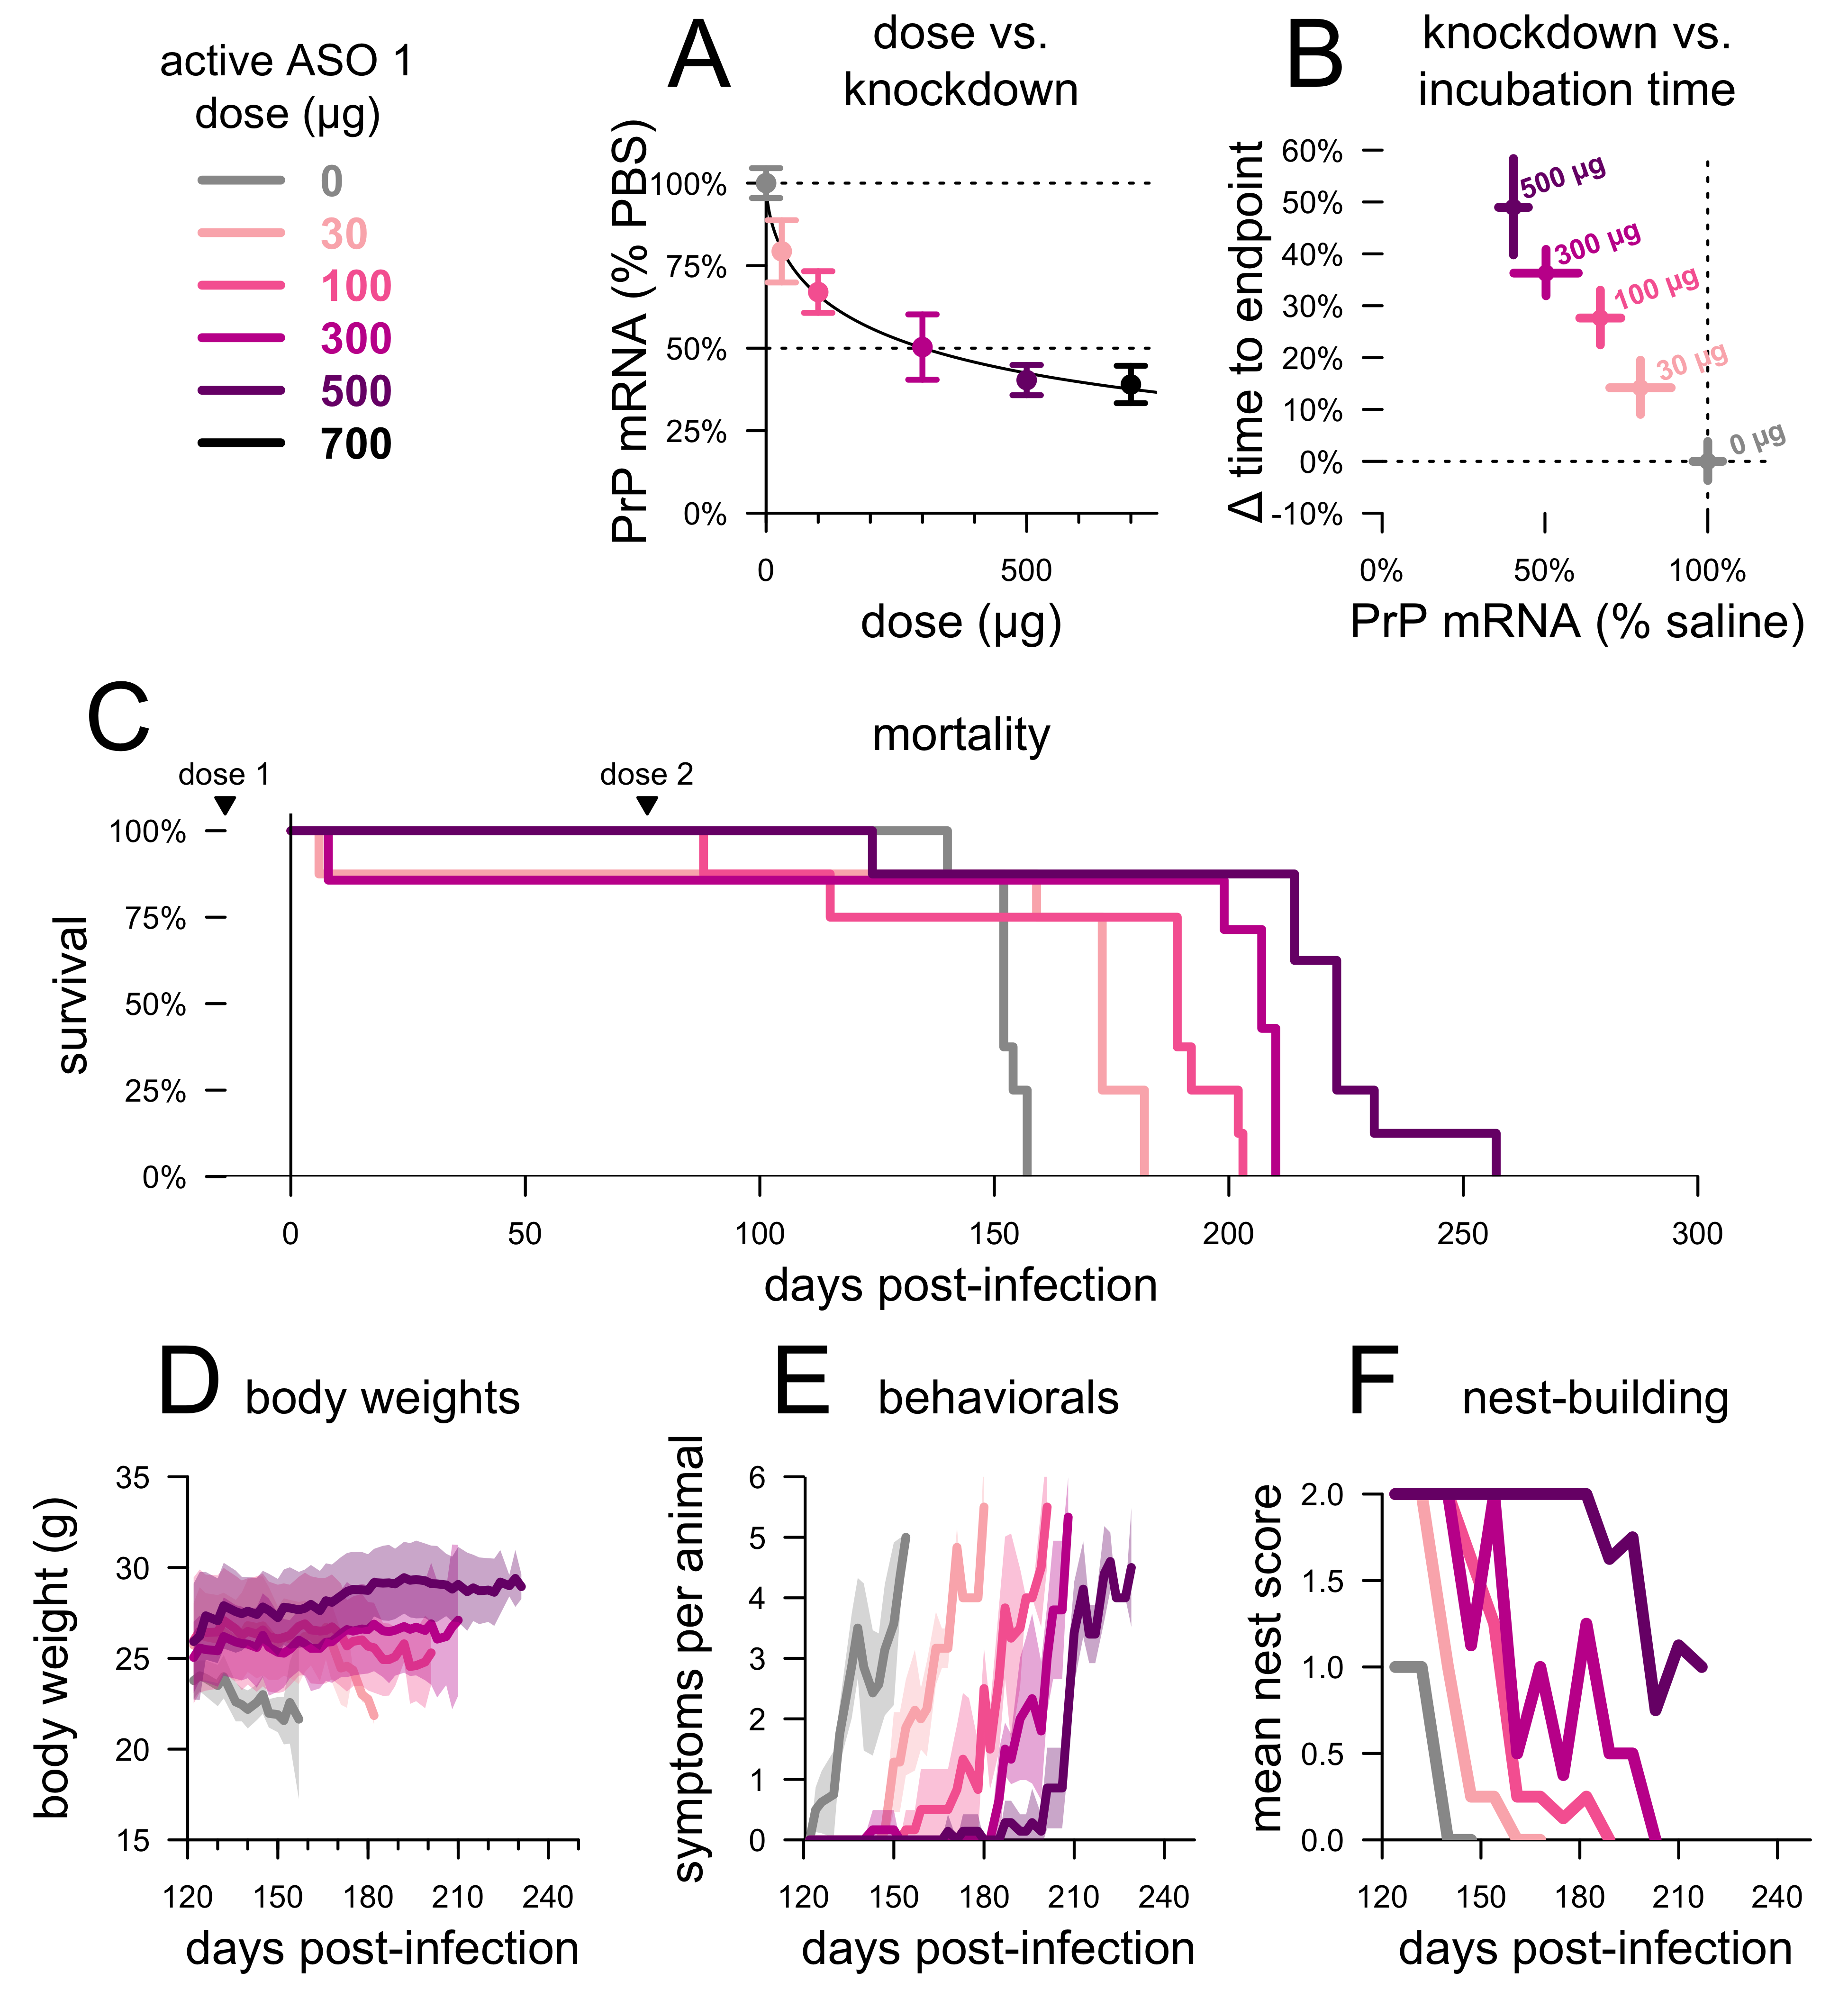 active ASO 1
dose (µg)
0
30
100
300
500
700
A
dose vs.
knockdown
PrP mRNA (% PBS)
100%
75%
50%
25%
0%
0
500
dose (µg)
B
knockdown vs.
incubation time
Δ time to endpoint
60%
50%
40%
30%
20%
10%
0%
-10%
500 µg
300 µg
100 µg
30 µg
0 µg
0%
50%
100%
PrP mRNA (% saline)
C
mortality
dose 1
dose 2
survival
100%
75%
50%
25%
0%
0
50
100
150
200
250
300
days post-infection
D
body weights
body weight (g)
35
30
25
20
15
120
150
180
210
240
days post-infection
E
behaviorals
symptoms per animal
6
5
4
3
2
1
0
120
150
180
210
240
days post-infection
F
nest-building
mean nest score
2.0
1.5
1.0
0.5
0.0
120
150
180
210
240
days post-infection